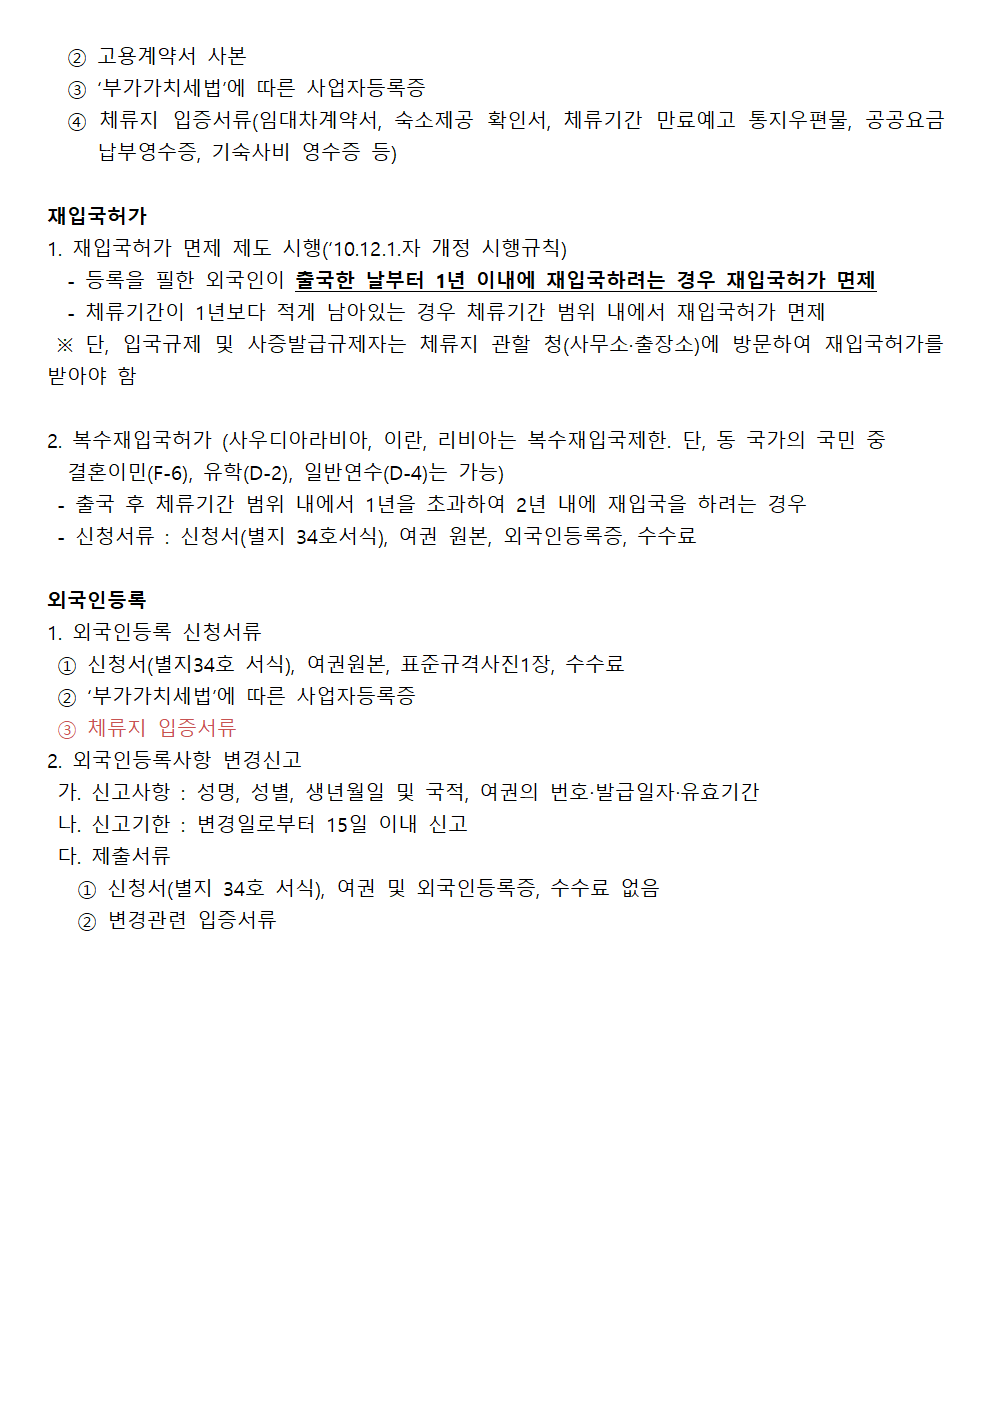 ② 고용계약서 사본
③ ‘부가가치세법’에 따른 사업자등록증
④ 체류지 입증서류(임대차계약서, 숙소제공 확인서, 체류기간 만료예고 통지우편물, 공공요금
납부영수증, 기숙사비 영수증 등)
재입국허가
1. 재입국허가 면제 제도 시행(‘10.12.1.자 개정 시행규칙)
- 등록을 필한 외국인이 출국한 날부터 1년 이내에 재입국하려는 경우 재입국허가 면제
- 체류기간이 1년보다 적게 남아있는 경우 체류기간 범위 내에서 재입국허가 면제
※ 단, 입국규제 및 사증발급규제자는 체류지 관할 청(사무소·출장소)에 방문하여 재입국허가를
받아야 함
2. 복수재입국허가 (사우디아라비아, 이란, 리비아는 복수재입국제한. 단, 동 국가의 국민 중
결혼이민(F-6), 유학(D-2), 일반연수(D-4)는 가능)
- 출국 후 체류기간 범위 내에서 1년을 초과하여 2년 내에 재입국을 하려는 경우
- 신청서류 : 신청서(별지 34호서식), 여권 원본, 외국인등록증, 수수료
외국인등록
1. 외국인등록 신청서류
① 신청서(별지34호 서식), 여권원본, 표준규격사진1장, 수수료
② ‘부가가치세법’에 따른 사업자등록증
③ 체류지 입증서류
2. 외국인등록사항 변경신고
가. 신고사항 : 성명, 성별, 생년월일 및 국적, 여권의 번호·발급일자·유효기간
나. 신고기한 : 변경일로부터 15일 이내 신고
다. 제출서류
① 신청서(별지 34호 서식), 여권 및 외국인등록증, 수수료 없음
② 변경관련 입증서류